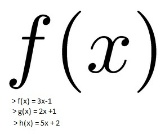 f(x)
> f(x) = 3x-1
> g(x) = 2x +1
> h(x) = 5x + 2